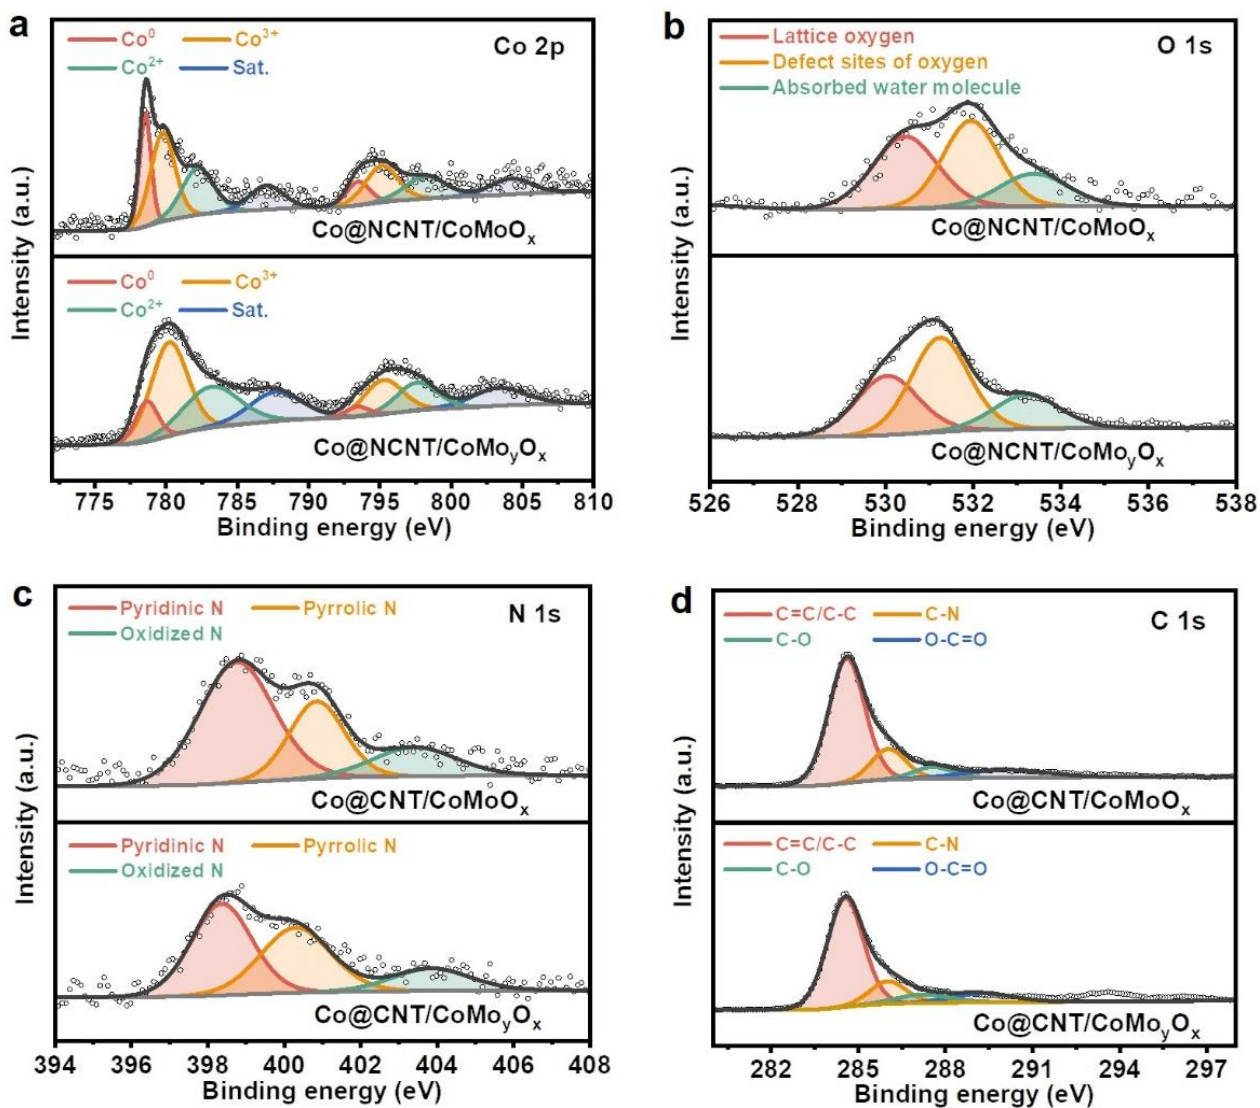 a
Co⁰ Co³⁺
Co 2p
Co²⁺ Sat.
Co@NCNT/CoMoOₓ
Co⁰ Co³⁺
Co²⁺ Sat.
Co@NCNT/CoMoᵧOₓ
Intensity (a.u.)
775 780 785 790 795 800 805 810
Binding energy (eV)
b
Lattice oxygen
O 1s
Defect sites of oxygen
Absorbed water molecule
Co@NCNT/CoMoOₓ
Co@NCNT/CoMoᵧOₓ
Intensity (a.u.)
526 528 530 532 534 536 538
Binding energy (eV)
c
Pyridinic N Pyrrolic N
N 1s
Oxidized N
Co@CNT/CoMoOₓ
Pyridinic N Pyrrolic N
Oxidized N
Co@CNT/CoMoᵧOₓ
Intensity (a.u.)
394 396 398 400 402 404 406 408
Binding energy (eV)
d
C=C/C-C C-N
C 1s
C-O O-C=O
Co@CNT/CoMoOₓ
C=C/C-C C-N
C-O O-C=O
Co@CNT/CoMoᵧOₓ
Intensity (a.u.)
282 285 288 291 294 297
Binding energy (eV)